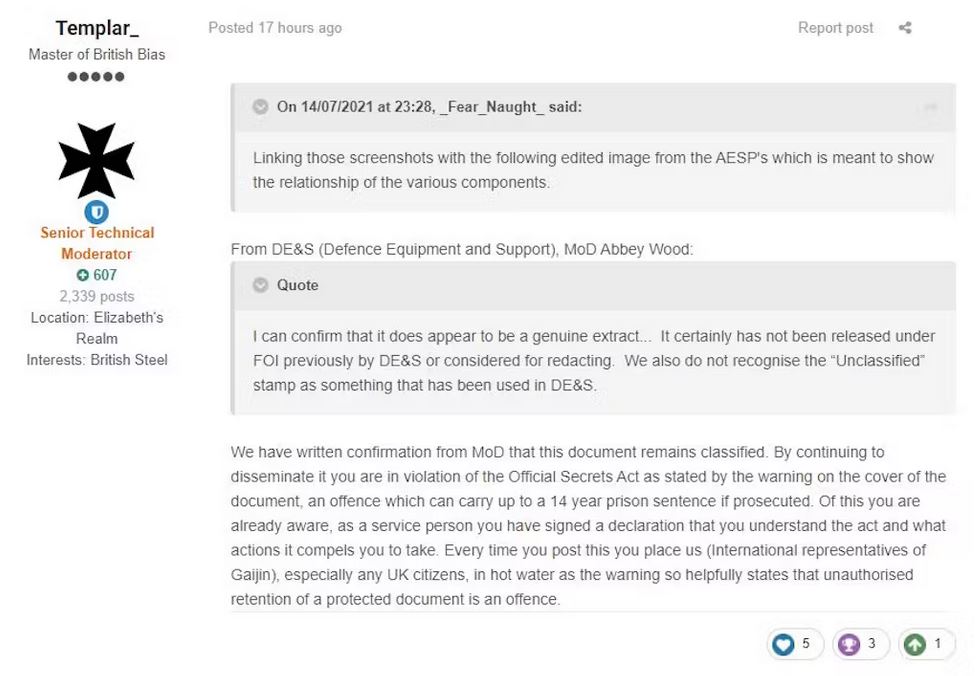 Templar_
Master of British Bias
Senior Technical
Moderator
607
2,339 posts
Location: Elizabeth's
Realm
Interests: British Steel
Posted 17 hours ago
Report post
On 14/07/2021 at 23:28, _Fear_Naught_ said:
Linking those screenshots with the following edited image from the AESP's which is meant to show
the relationship of the various components.
From DE&S (Defence Equipment and Support), MoD Abbey Wood:
Quote
I can confirm that it does appear to be a genuine extract... It certainly has not been released under
FOI previously by DE&S or considered for redacting. We also do not recognise the “Unclassified”
stamp as something that has been used in DE&S.
We have written confirmation from MoD that this document remains classified. By continuing to
disseminate it you are in violation of the Official Secrets Act as stated by the warning on the cover of the
document, an offence which can carry up to a 14 year prison sentence if prosecuted. Of this you are
already aware, as a service person you have signed a declaration that you understand the act and what
actions it compels you to take. Every time you post this you place us (International representatives of
Gaijin), especially any UK citizens, in hot water as the warning so helpfully states that unauthorised
retention of a protected document is an offence.
5
3
1